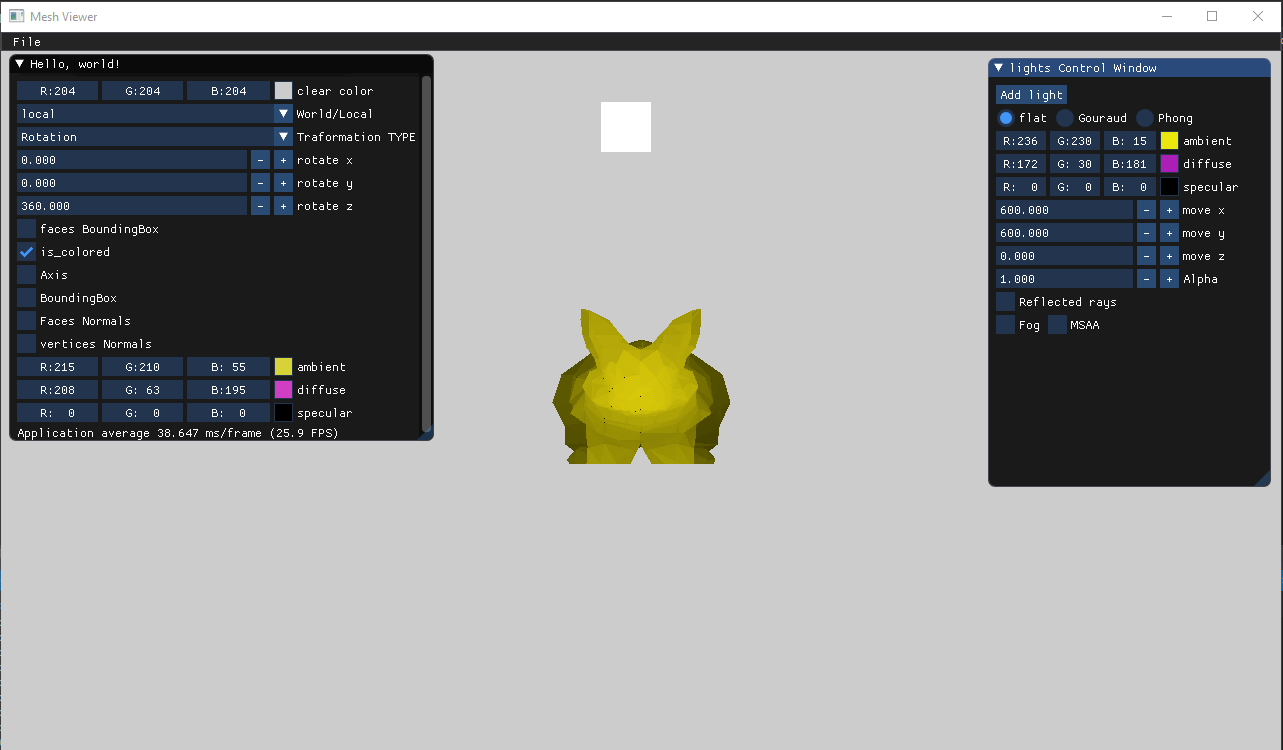 Mesh Viewer
File
Hello, world!
R:204 G:204 B:204 clear color
local World/Local
Rotation Traformation TYPE
0.000 - + rotate x
0.000 - + rotate y
360.000 - + rotate z
faces BoundingBox
is_colored
Axis
BoundingBox
Faces Normals
vertices Normals
R:215 G:210 B: 55 ambient
R:208 G: 63 B:195 diffuse
R: 0 G: 0 B: 0 specular
Application average 38.647 ms/frame (25.9 FPS)
lights Control Window
Add light
flat Gouraud Phong
R:236 G:230 B: 15 ambient
R:172 G: 30 B:181 diffuse
R: 0 G: 0 B: 0 specular
600.000 - + move x
600.000 - + move y
0.000 - + move z
1.000 - + Alpha
Reflected rays
Fog MSAA